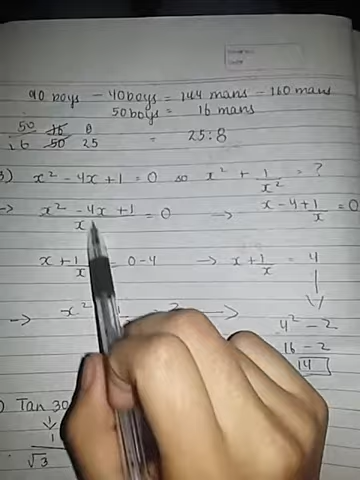 90 boys - 40 boys = 144 mans - 160 mans
50 boys = 16 mans
50/16 16/50 8/25 = 25:8
3) x² - 4x + 1 = 0 so x² + 1/x² = ?
→ x² - 4x + 1 / x = 0 → x - 4 + 1/x = 0
x + 1/x = 0 - 4 → x + 1/x = 4
→ x²
4² - 2
16 - 2
14
) Tan 30
1
√3